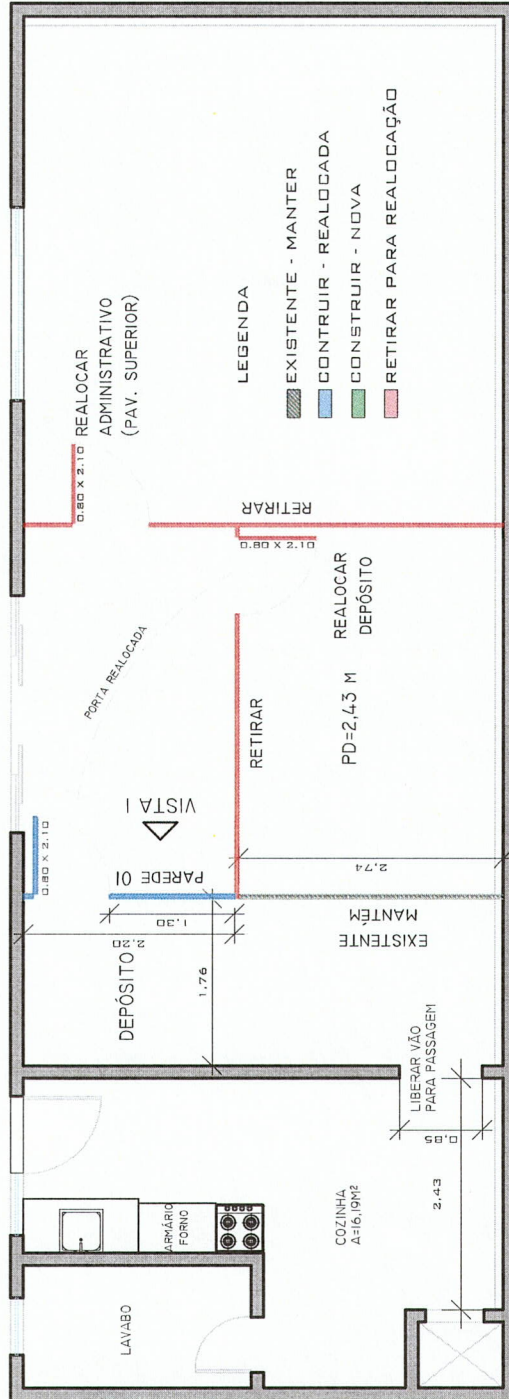 REALOCAR
ADMINISTRATIVO
(PAV. SUPERIOR)
0.80 X 2.10
LEGENDA
EXISTENTE - MANTER
CONTRUIR - REALOCADA
CONSTRUIR - NOVA
RETIRAR PARA REALOCAÇÃO
RETIRAR
0.80 X 2.10
REALOCAR
DEPÓSITO
PD=2,43 M
RETIRAR
PORTA REALOCADA
VISTA I
0.80 X 2.10
PAREDE 01
1,30
2,20
2,74
1,76
DEPÓSITO
EXISTENTE
MANTÉM
LIBERAR VÃO
PARA PASSAGEM
0,85
2,43
COZINHA
A=16,19M²
ARMÁRIO
FORNO
LAVABO